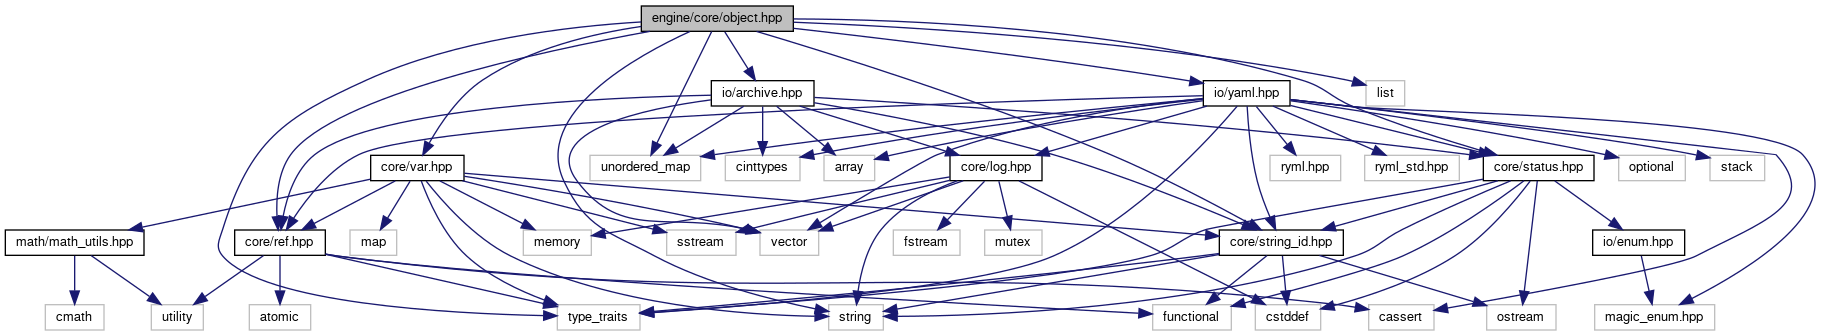 engine/core/object.hpp
io/archive.hpp
io/yaml.hpp
list
core/var.hpp
unordered_map
cinttypes
array
core/log.hpp
ryml.hpp
ryml_std.hpp
core/status.hpp
optional
stack
math/math_utils.hpp
core/ref.hpp
map
memory
sstream
vector
fstream
mutex
core/string_id.hpp
io/enum.hpp
cmath
utility
atomic
type_traits
string
functional
cstddef
cassert
ostream
magic_enum.hpp